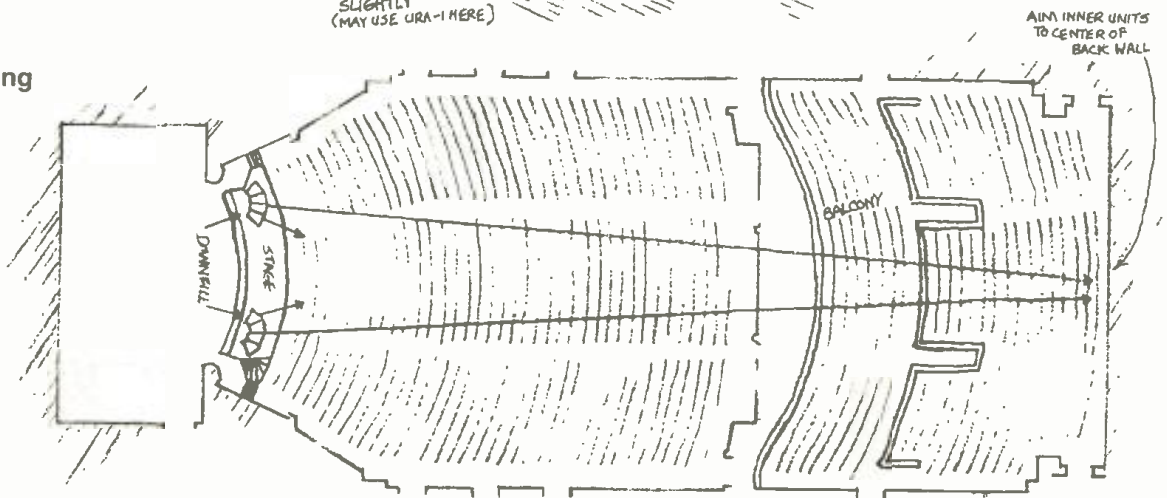 SLIGHTLY
(MAY USE URA-1 HERE)
AIM INNER UNITS
TO CENTER OF
BACK WALL
ng
BALCONY
STAGE
DOWNFILL